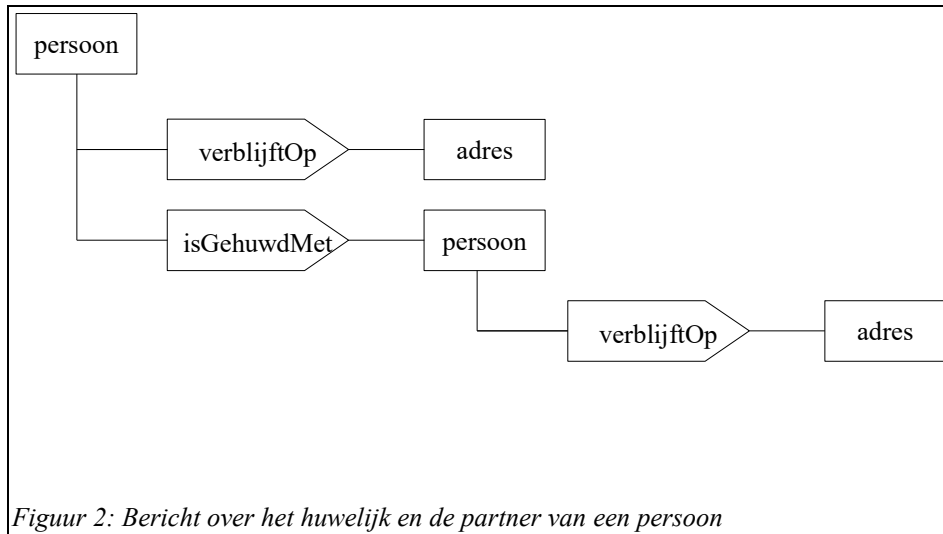 persoon
verblijftOp
adres
isGehuwdMet
persoon
verblijftOp
adres
Figuur 2: Bericht over het huwelijk en de partner van een persoon